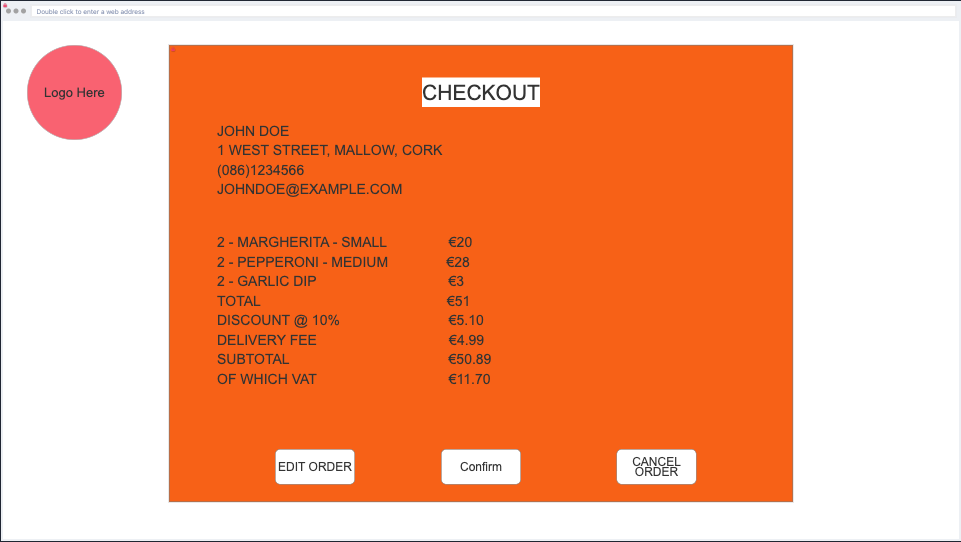 Double click to enter a web address
Logo Here
CHECKOUT
JOHN DOE
1 WEST STREET, MALLOW, CORK
(086)1234566
JOHNDOE@EXAMPLE.COM
2 - MARGHERITA - SMALL €20
2 - PEPPERONI - MEDIUM €28
2 - GARLIC DIP €3
TOTAL €51
DISCOUNT @ 10% €5.10
DELIVERY FEE €4.99
SUBTOTAL €50.89
OF WHICH VAT €11.70
EDIT ORDER Confirm CANCEL
ORDER